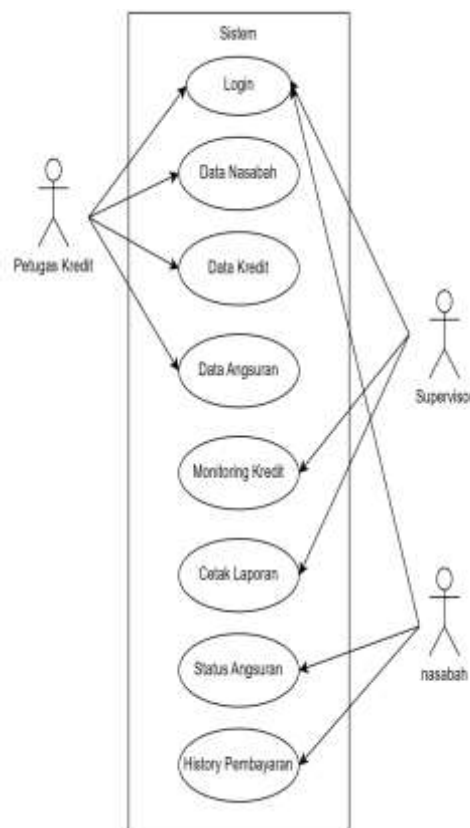 Sistem
Login
Data Nasabah
Petugas Kredit
Data Kredit
Data Angsuran
Supervisor
Monitoring Kredit
Cetak Laporan
Status Angsuran
nasabah
History Pembayaran